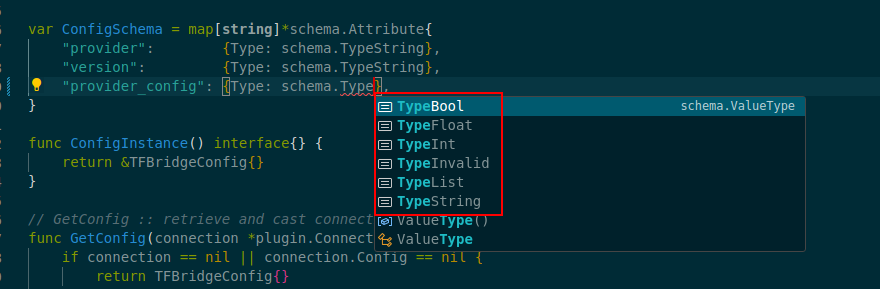 var ConfigSchema = map[string]*schema.Attribute{
"provider": {Type: schema.TypeString},
"version": {Type: schema.TypeString},
"provider_config": {Type: schema.Type},
TypeBool schema.ValueType
}
TypeFloat
func ConfigInstance() interface{} {
TypeInt
return &TFBridgeConfig{}
TypeInvalid
}
TypeList
TypeString
// GetConfig :: retrieve and cast connect
ValueType()
func GetConfig(connection *plugin.Connect
ValueType
if connection == nil || connection.Config == nil {
return TFBridgeConfig{}